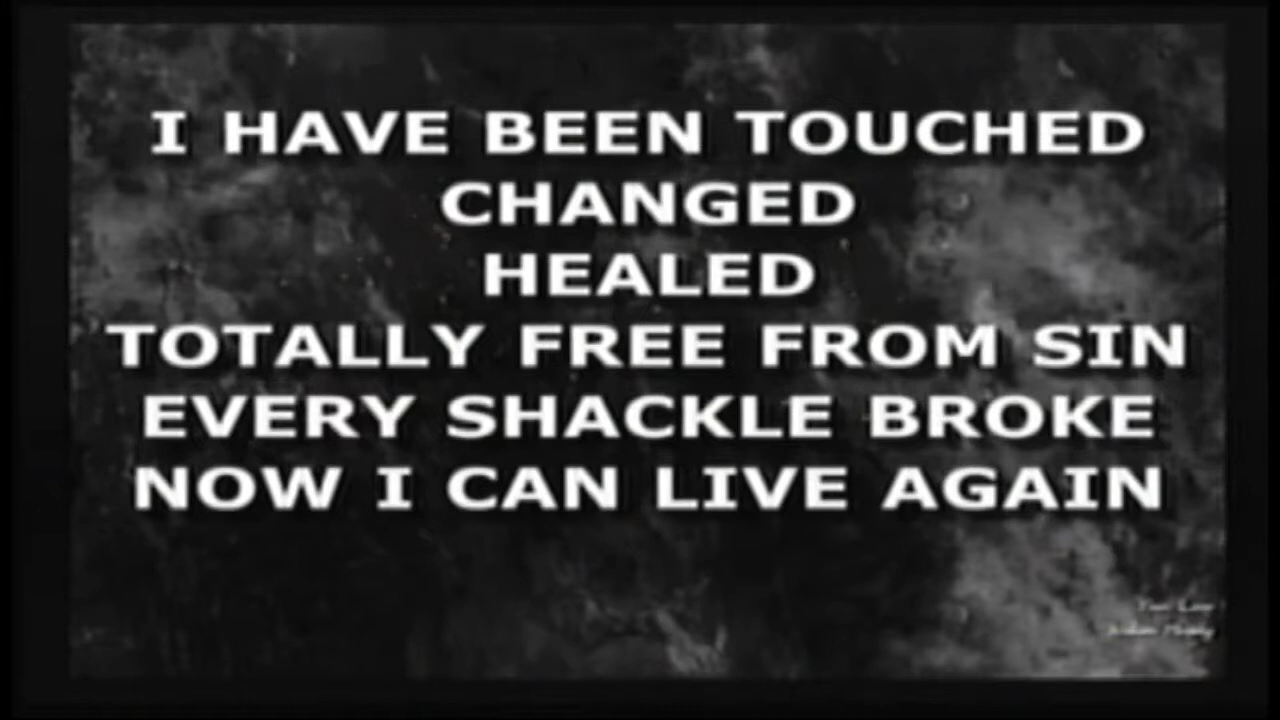 I HAVE BEEN TOUCHED
CHANGED
HEALED
TOTALLY FREE FROM SIN
EVERY SHACKLE BROKE
NOW I CAN LIVE AGAIN